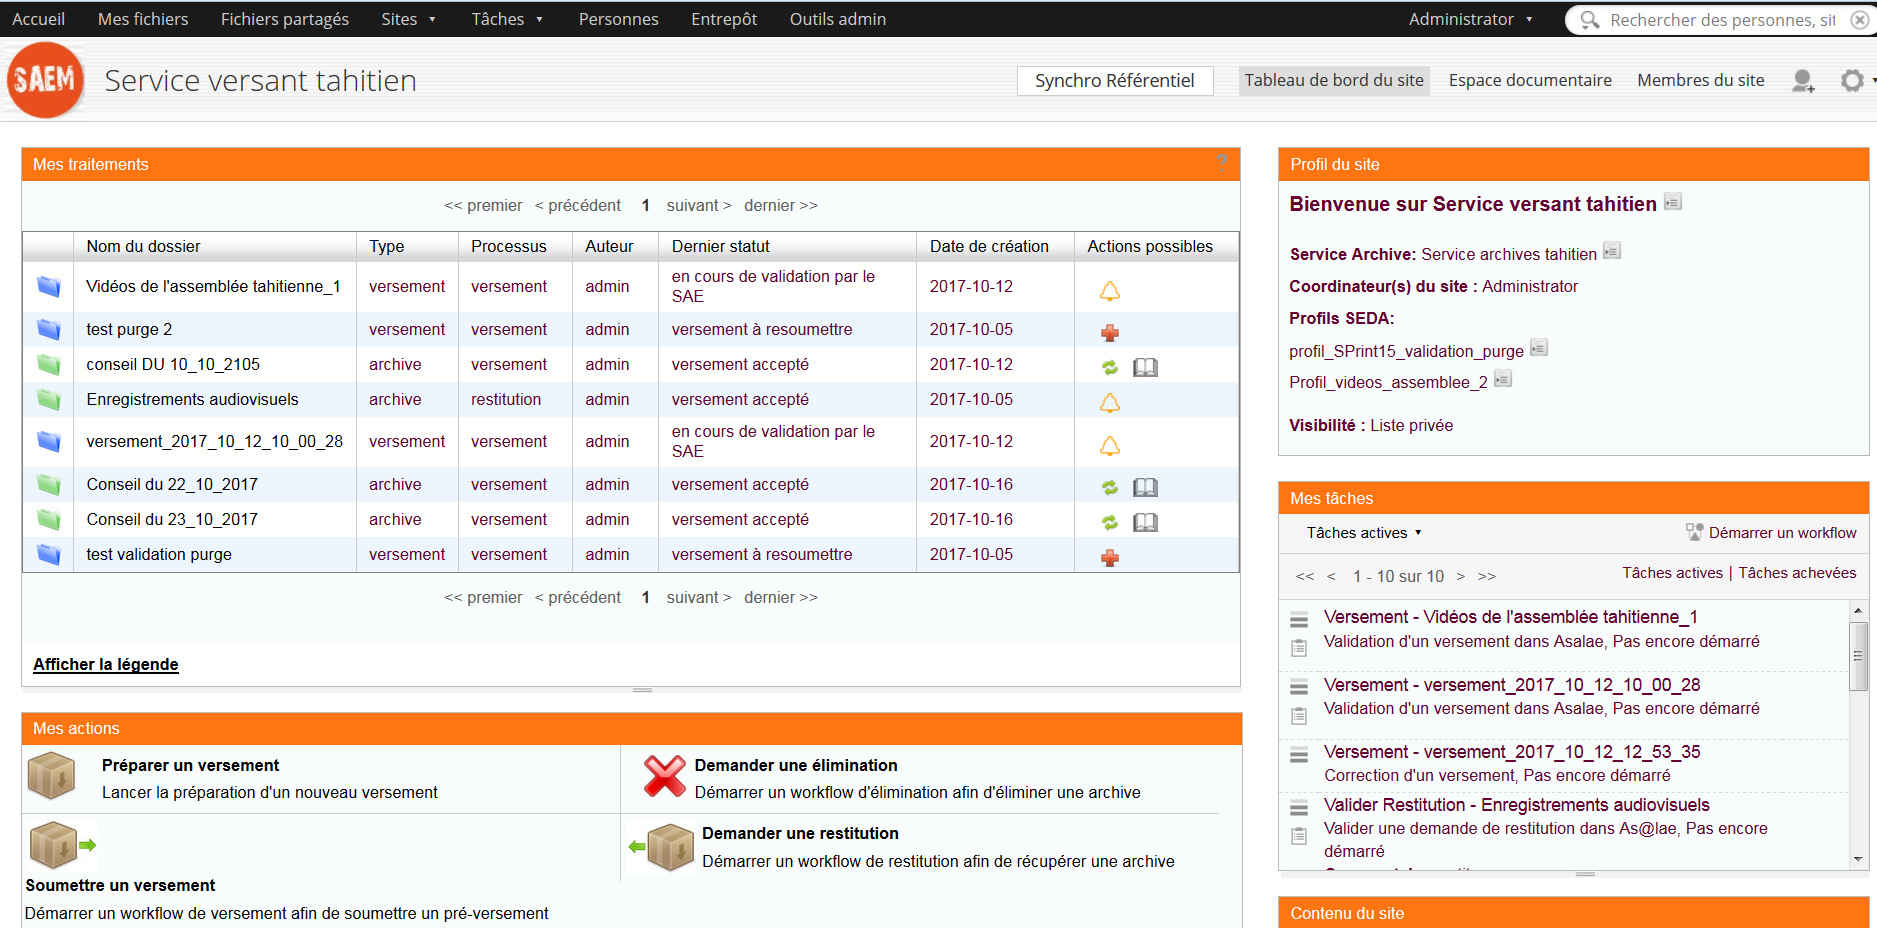 Accueil Mes fichiers Fichiers partagés Sites Tâches Personnes Entrepôt Outils admin Administrator Rechercher des personnes, sit
SAEM Service versant tahitien Synchro Référentiel Tableau de bord du site Espace documentaire Membres du site
Mes traitements ?
<< premier < précédent 1 suivant > dernier >>
Nom du dossier Type Processus Auteur Dernier statut Date de création Actions possibles
Vidéos de l'assemblée tahitienne_1 versement versement admin en cours de validation par le SAE 2017-10-12
test purge 2 versement versement admin versement à resoumettre 2017-10-05
conseil DU 10_10_2105 archive versement admin versement accepté 2017-10-12
Enregistrements audiovisuels archive restitution admin versement accepté 2017-10-05
versement_2017_10_12_10_00_28 versement versement admin en cours de validation par le SAE 2017-10-12
Conseil du 22_10_2017 archive versement admin versement accepté 2017-10-16
Conseil du 23_10_2017 archive versement admin versement accepté 2017-10-16
test validation purge versement versement admin versement à resoumettre 2017-10-05
<< premier < précédent 1 suivant > dernier >>
Afficher la légende
Mes actions
Préparer un versement
Lancer la préparation d'un nouveau versement
Demander une élimination
Démarrer un workflow d'élimination afin d'éliminer une archive
Soumettre un versement
Démarrer un workflow de versement afin de soumettre un pré-versement
Demander une restitution
Démarrer un workflow de restitution afin de récupérer une archive
Profil du site
Bienvenue sur Service versant tahitien
Service Archive: Service archives tahitien
Coordinateur(s) du site : Administrator
Profils SEDA:
profil_SPrint15_validation_purge
Profil_videos_assemblee_2
Visibilité : Liste privée
Mes tâches
Tâches actives Démarrer un workflow
<< < 1 - 10 sur 10 > >> Tâches actives | Tâches achevées
Versement - Vidéos de l'assemblée tahitienne_1
Validation d'un versement dans Asalae, Pas encore démarré
Versement - versement_2017_10_12_10_00_28
Validation d'un versement dans Asalae, Pas encore démarré
Versement - versement_2017_10_12_12_53_35
Correction d'un versement, Pas encore démarré
Valider Restitution - Enregistrements audiovisuels
Valider une demande de restitution dans As@lae, Pas encore
démarré
Contenu du site